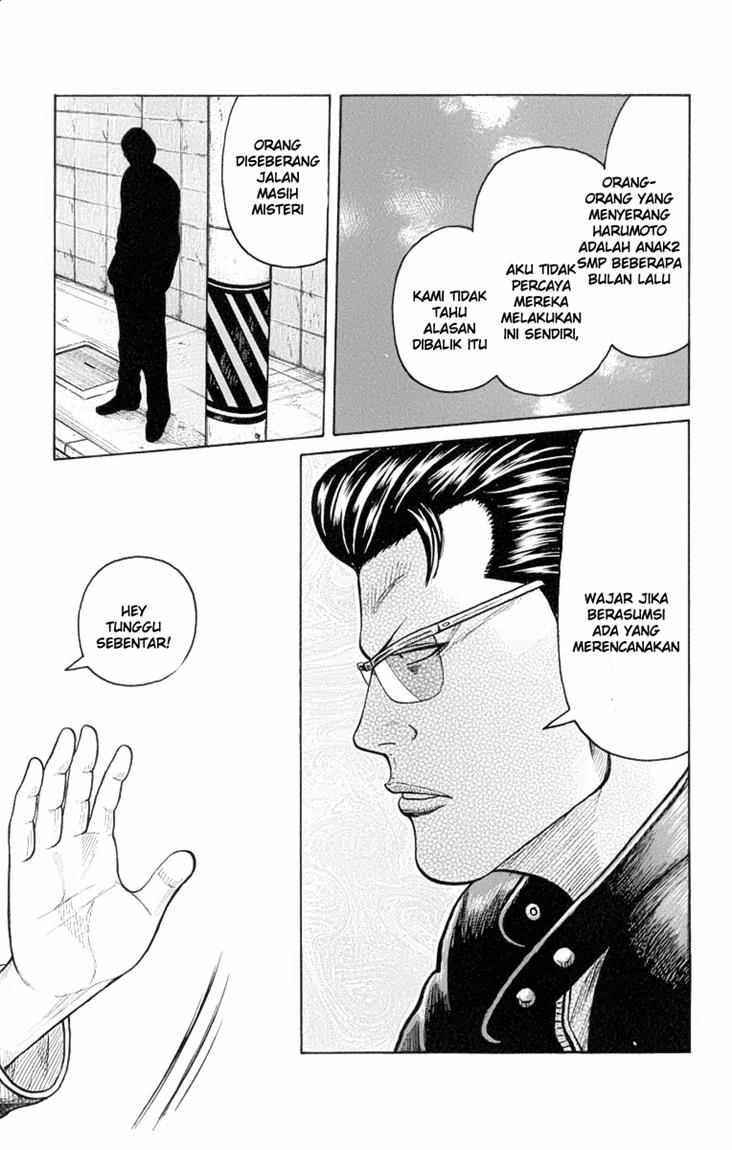 ORANG-
ORANG YANG
MENYERANG
HARUMOTO
ADALAH ANAK2
SMP BEBERAPA
BULAN LALU
AKU TIDAK
PERCAYA
MEREKA
MELAKUKAN
INI SENDIRI,
KAMI TIDAK
TAHU
ALASAN
DIBALIK ITU
ORANG
DISEBERANG
JALAN
MASIH
MISTERI
WAJAR JIKA
BERASUMSI
ADA YANG
MERENCANAKAN
HEY
TUNGGU
SEBENTAR!